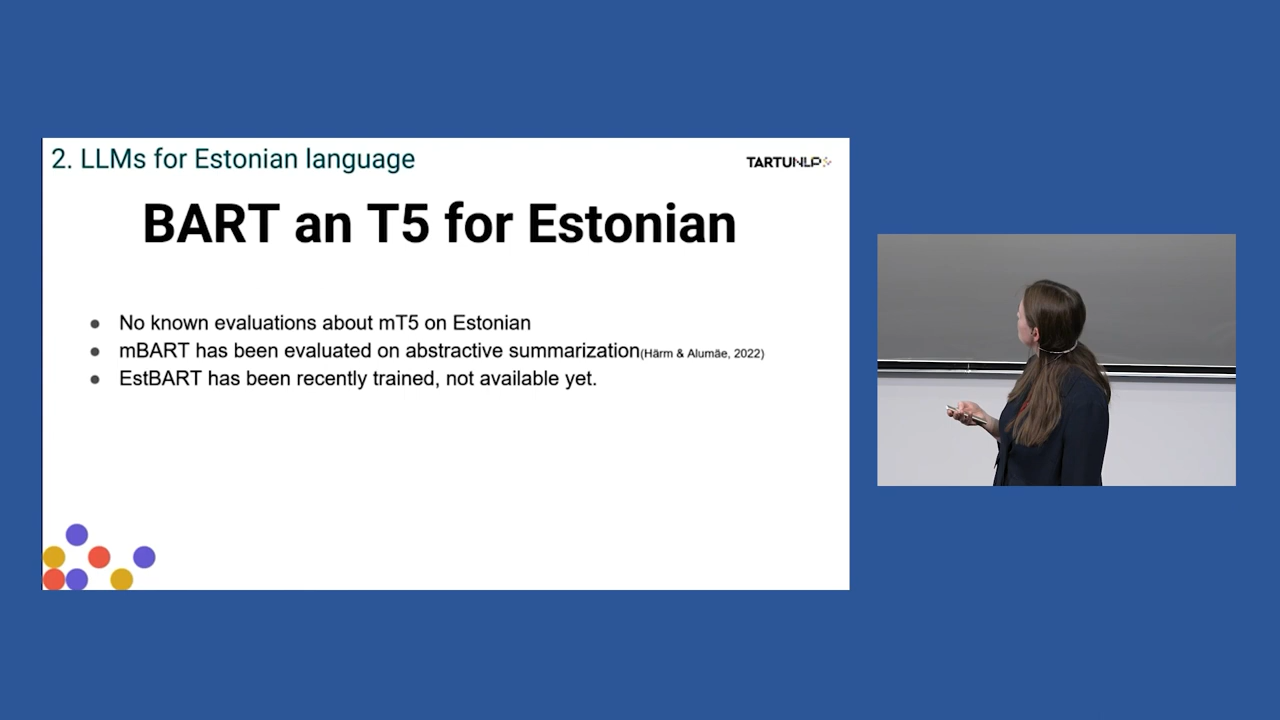 2. LLMs for Estonian language
TARTUNLP
BART an T5 for Estonian
● No known evaluations about mT5 on Estonian
● mBART has been evaluated on abstractive summarization(Härm & Alumäe, 2022)
● EstBART has been recently trained, not available yet.